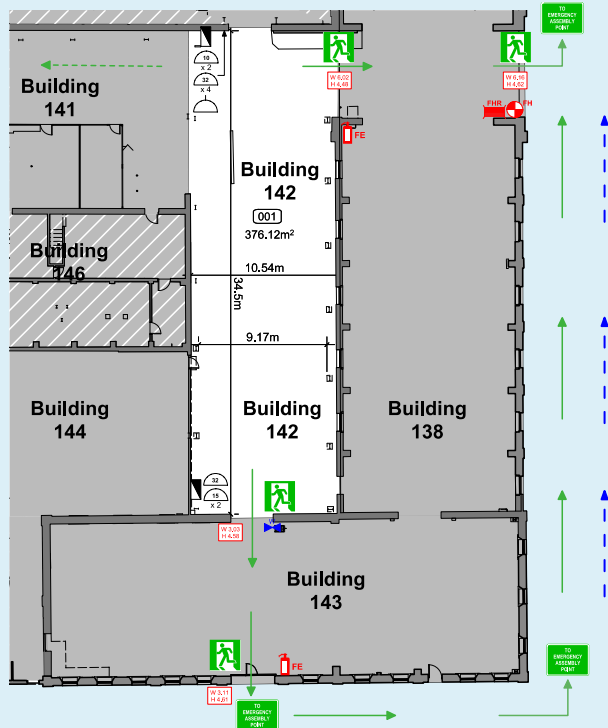 TO
EMERGENCY
ASSEMBLY
POINT
10
x 2
32
x 4
W 6,02
H 4,48
W 6,16
H 4,62
Building
141
FHR
FH
FE
Building
142
001
376.12m²
Building
146
10.54m
34.5m
9.17m
Building
144
Building
142
Building
138
32
15
x 2
W 3,03
H 4,58
Building
143
FE
W 3,11
H 4,61
TO
EMERGENCY
ASSEMBLY
POINT
TO
EMERGENCY
ASSEMBLY
POINT